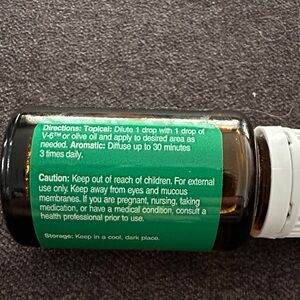 Directions: Topical: Dilute 1 drop with 1 drop of
V-6™ or olive oil and apply to desired area as
needed. Aromatic: Diffuse up to 30 minutes
3 times daily.
Caution: Keep out of reach of children. For external
use only. Keep away from eyes and mucous
membranes. If you are pregnant, nursing, taking
medication, or have a medical condition, consult a
health professional prior to use.
Storage: Keep in a cool, dark place.